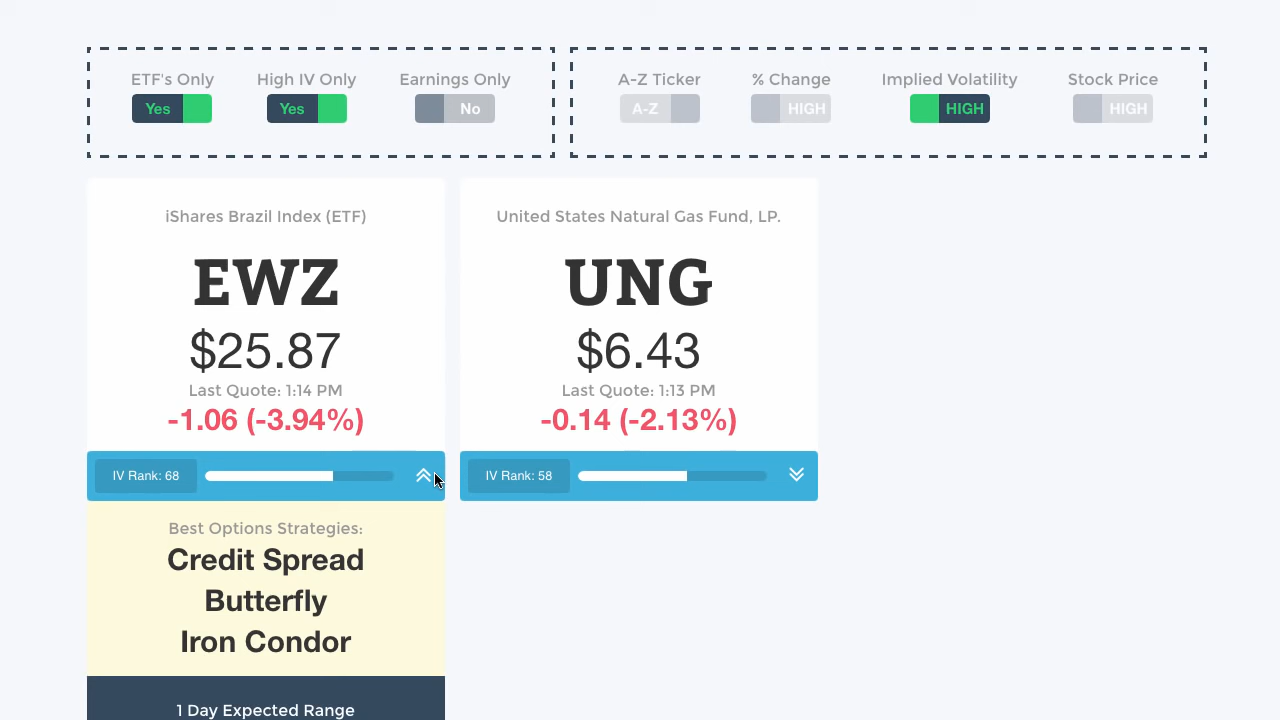 ETF's Only High IV Only Earnings Only
Yes Yes No
A-Z Ticker % Change Implied Volatility Stock Price
A-Z HIGH HIGH HIGH
iShares Brazil Index (ETF)
EWZ
$25.87
Last Quote: 1:14 PM
-1.06 (-3.94%)
IV Rank: 68
Best Options Strategies:
Credit Spread
Butterfly
Iron Condor
1 Day Expected Range
United States Natural Gas Fund, LP.
UNG
$6.43
Last Quote: 1:13 PM
-0.14 (-2.13%)
IV Rank: 58